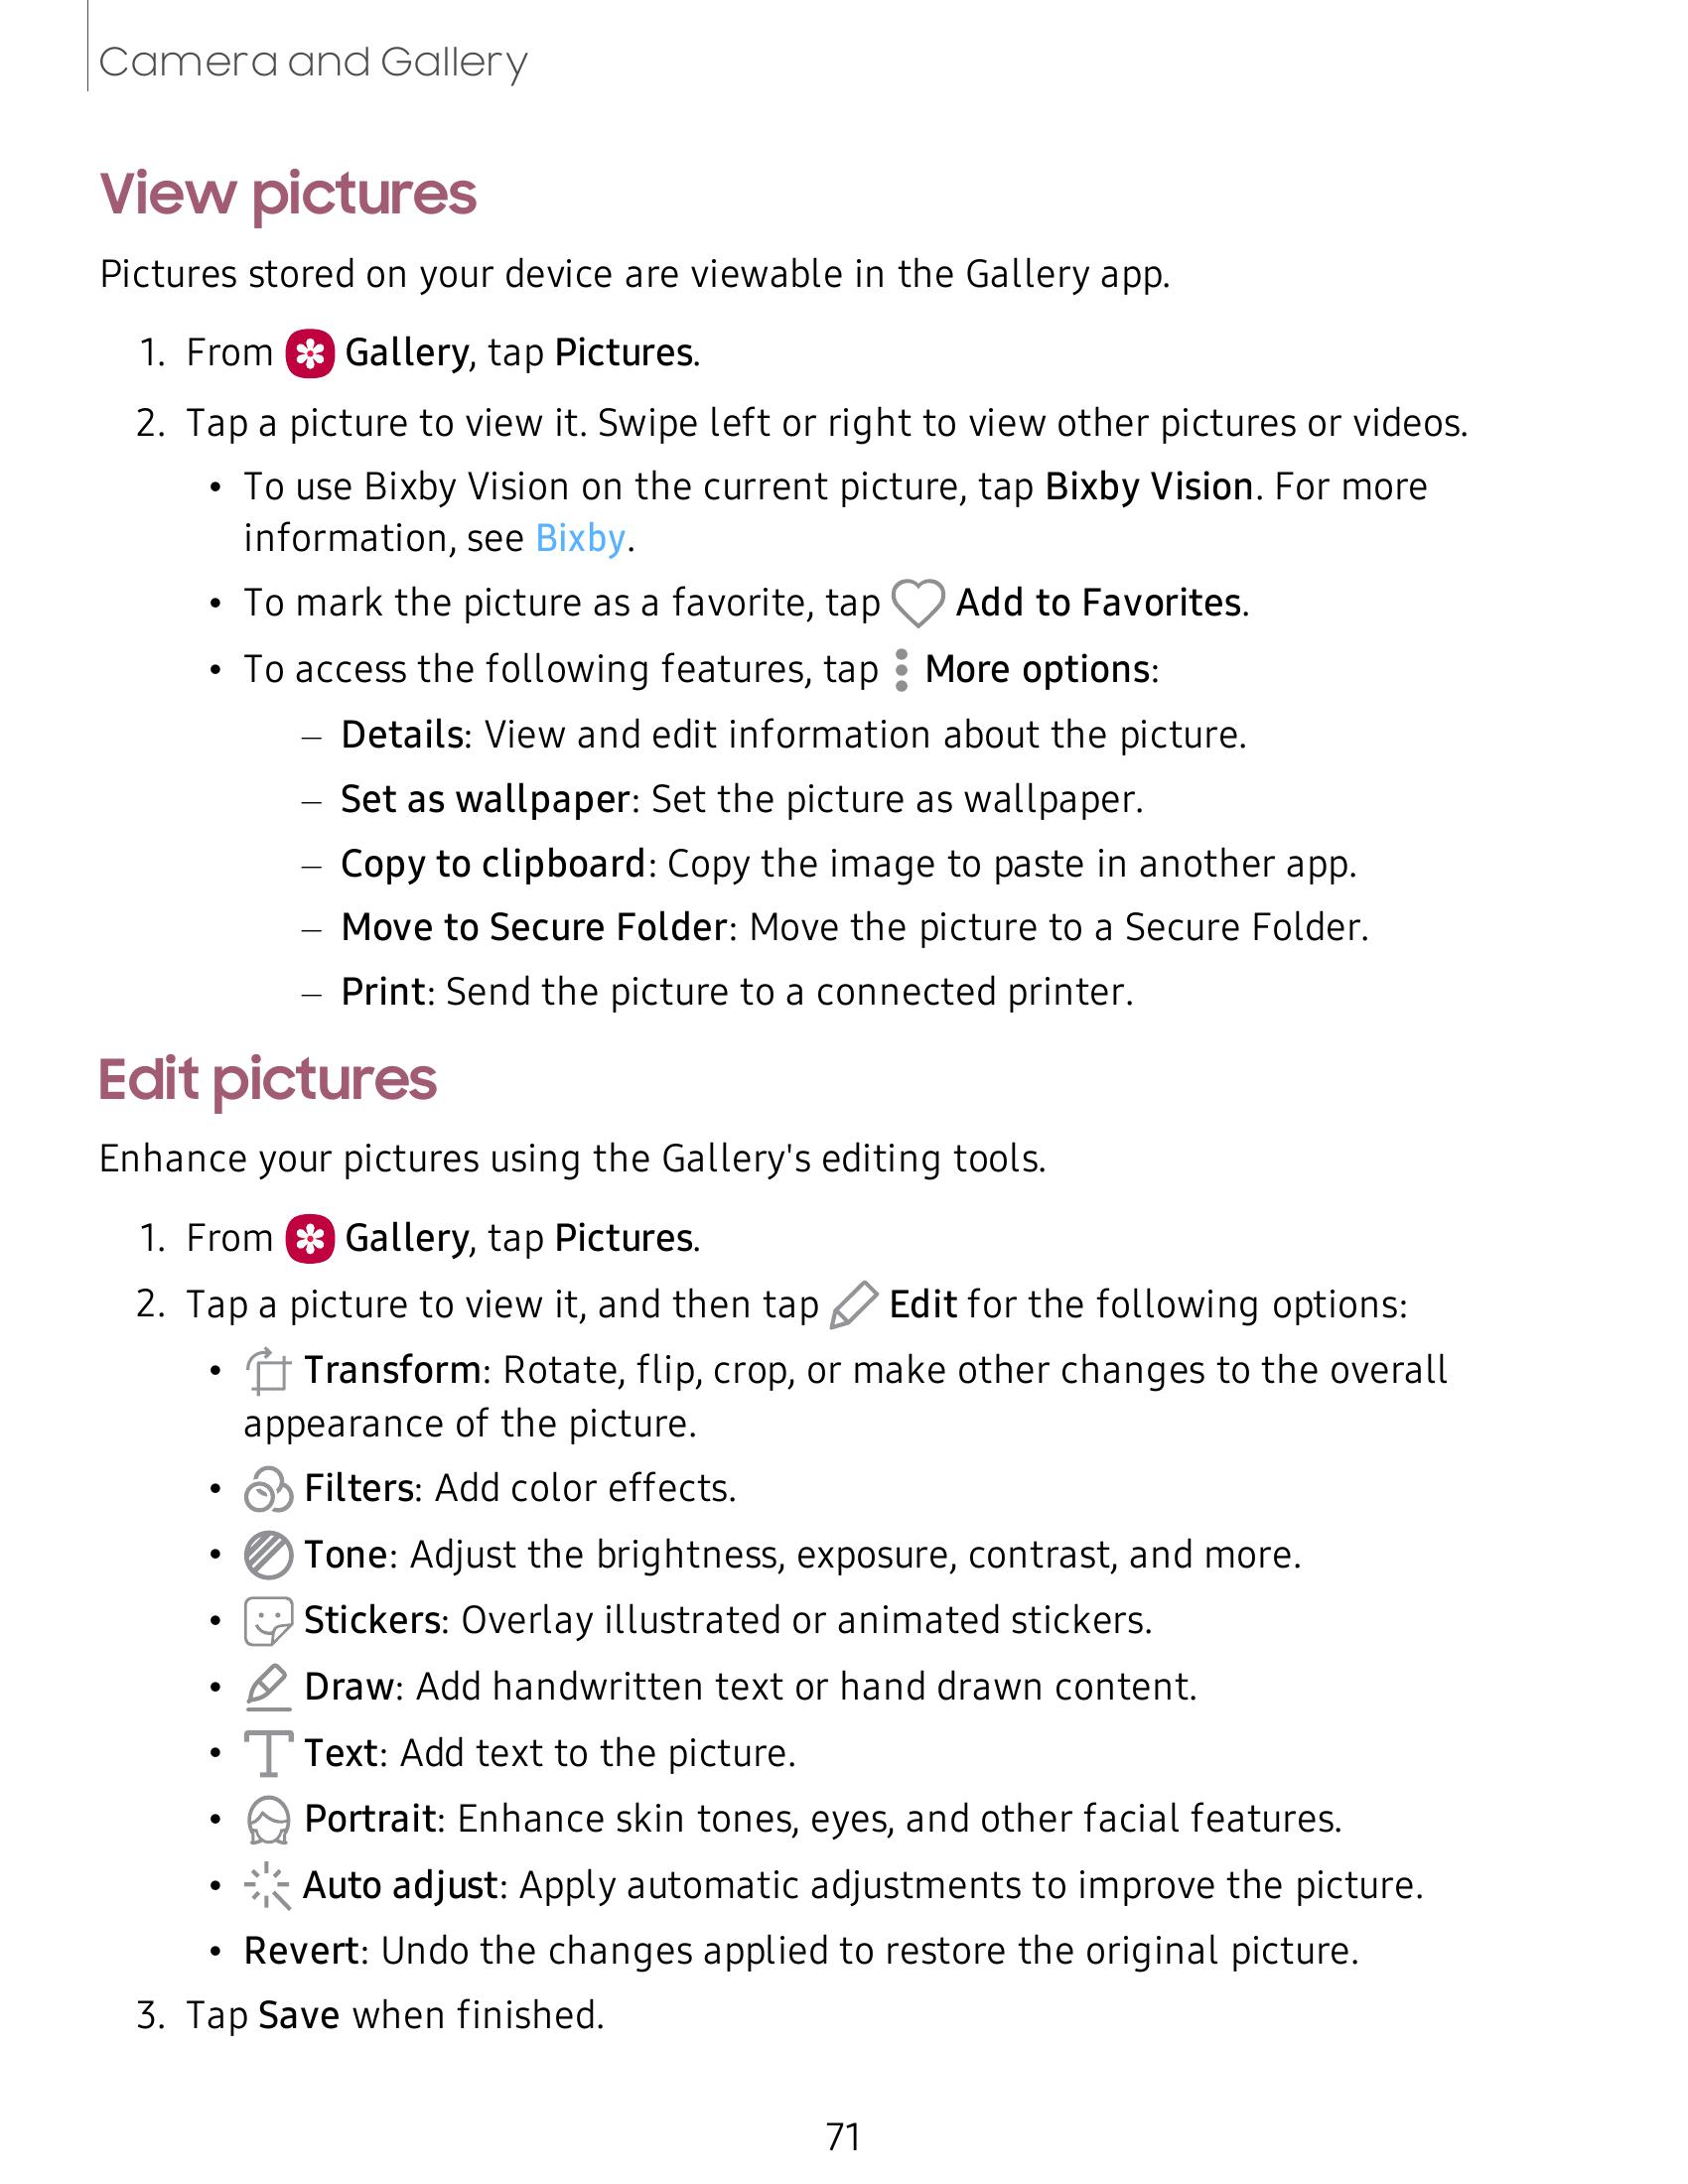 Camera and Gallery
View pictures
Pictures stored on your device are viewable in the Gallery app.
1. From Gallery, tap Pictures.
2. Tap a picture to view it. Swipe left or right to view other pictures or videos.
• To use Bixby Vision on the current picture, tap Bixby Vision. For more
information, see Bixby.
• To mark the picture as a favorite, tap Add to Favorites.
• To access the following features, tap More options:
– Details: View and edit information about the picture.
– Set as wallpaper: Set the picture as wallpaper.
– Copy to clipboard: Copy the image to paste in another app.
– Move to Secure Folder: Move the picture to a Secure Folder.
– Print: Send the picture to a connected printer.
Edit pictures
Enhance your pictures using the Gallery's editing tools.
1. From Gallery, tap Pictures.
2. Tap a picture to view it, and then tap Edit for the following options:
• Transform: Rotate, flip, crop, or make other changes to the overall
appearance of the picture.
• Filters: Add color effects.
• Tone: Adjust the brightness, exposure, contrast, and more.
• Stickers: Overlay illustrated or animated stickers.
• Draw: Add handwritten text or hand drawn content.
• Text: Add text to the picture.
• Portrait: Enhance skin tones, eyes, and other facial features.
• Auto adjust: Apply automatic adjustments to improve the picture.
• Revert: Undo the changes applied to restore the original picture.
3. Tap Save when finished.
71